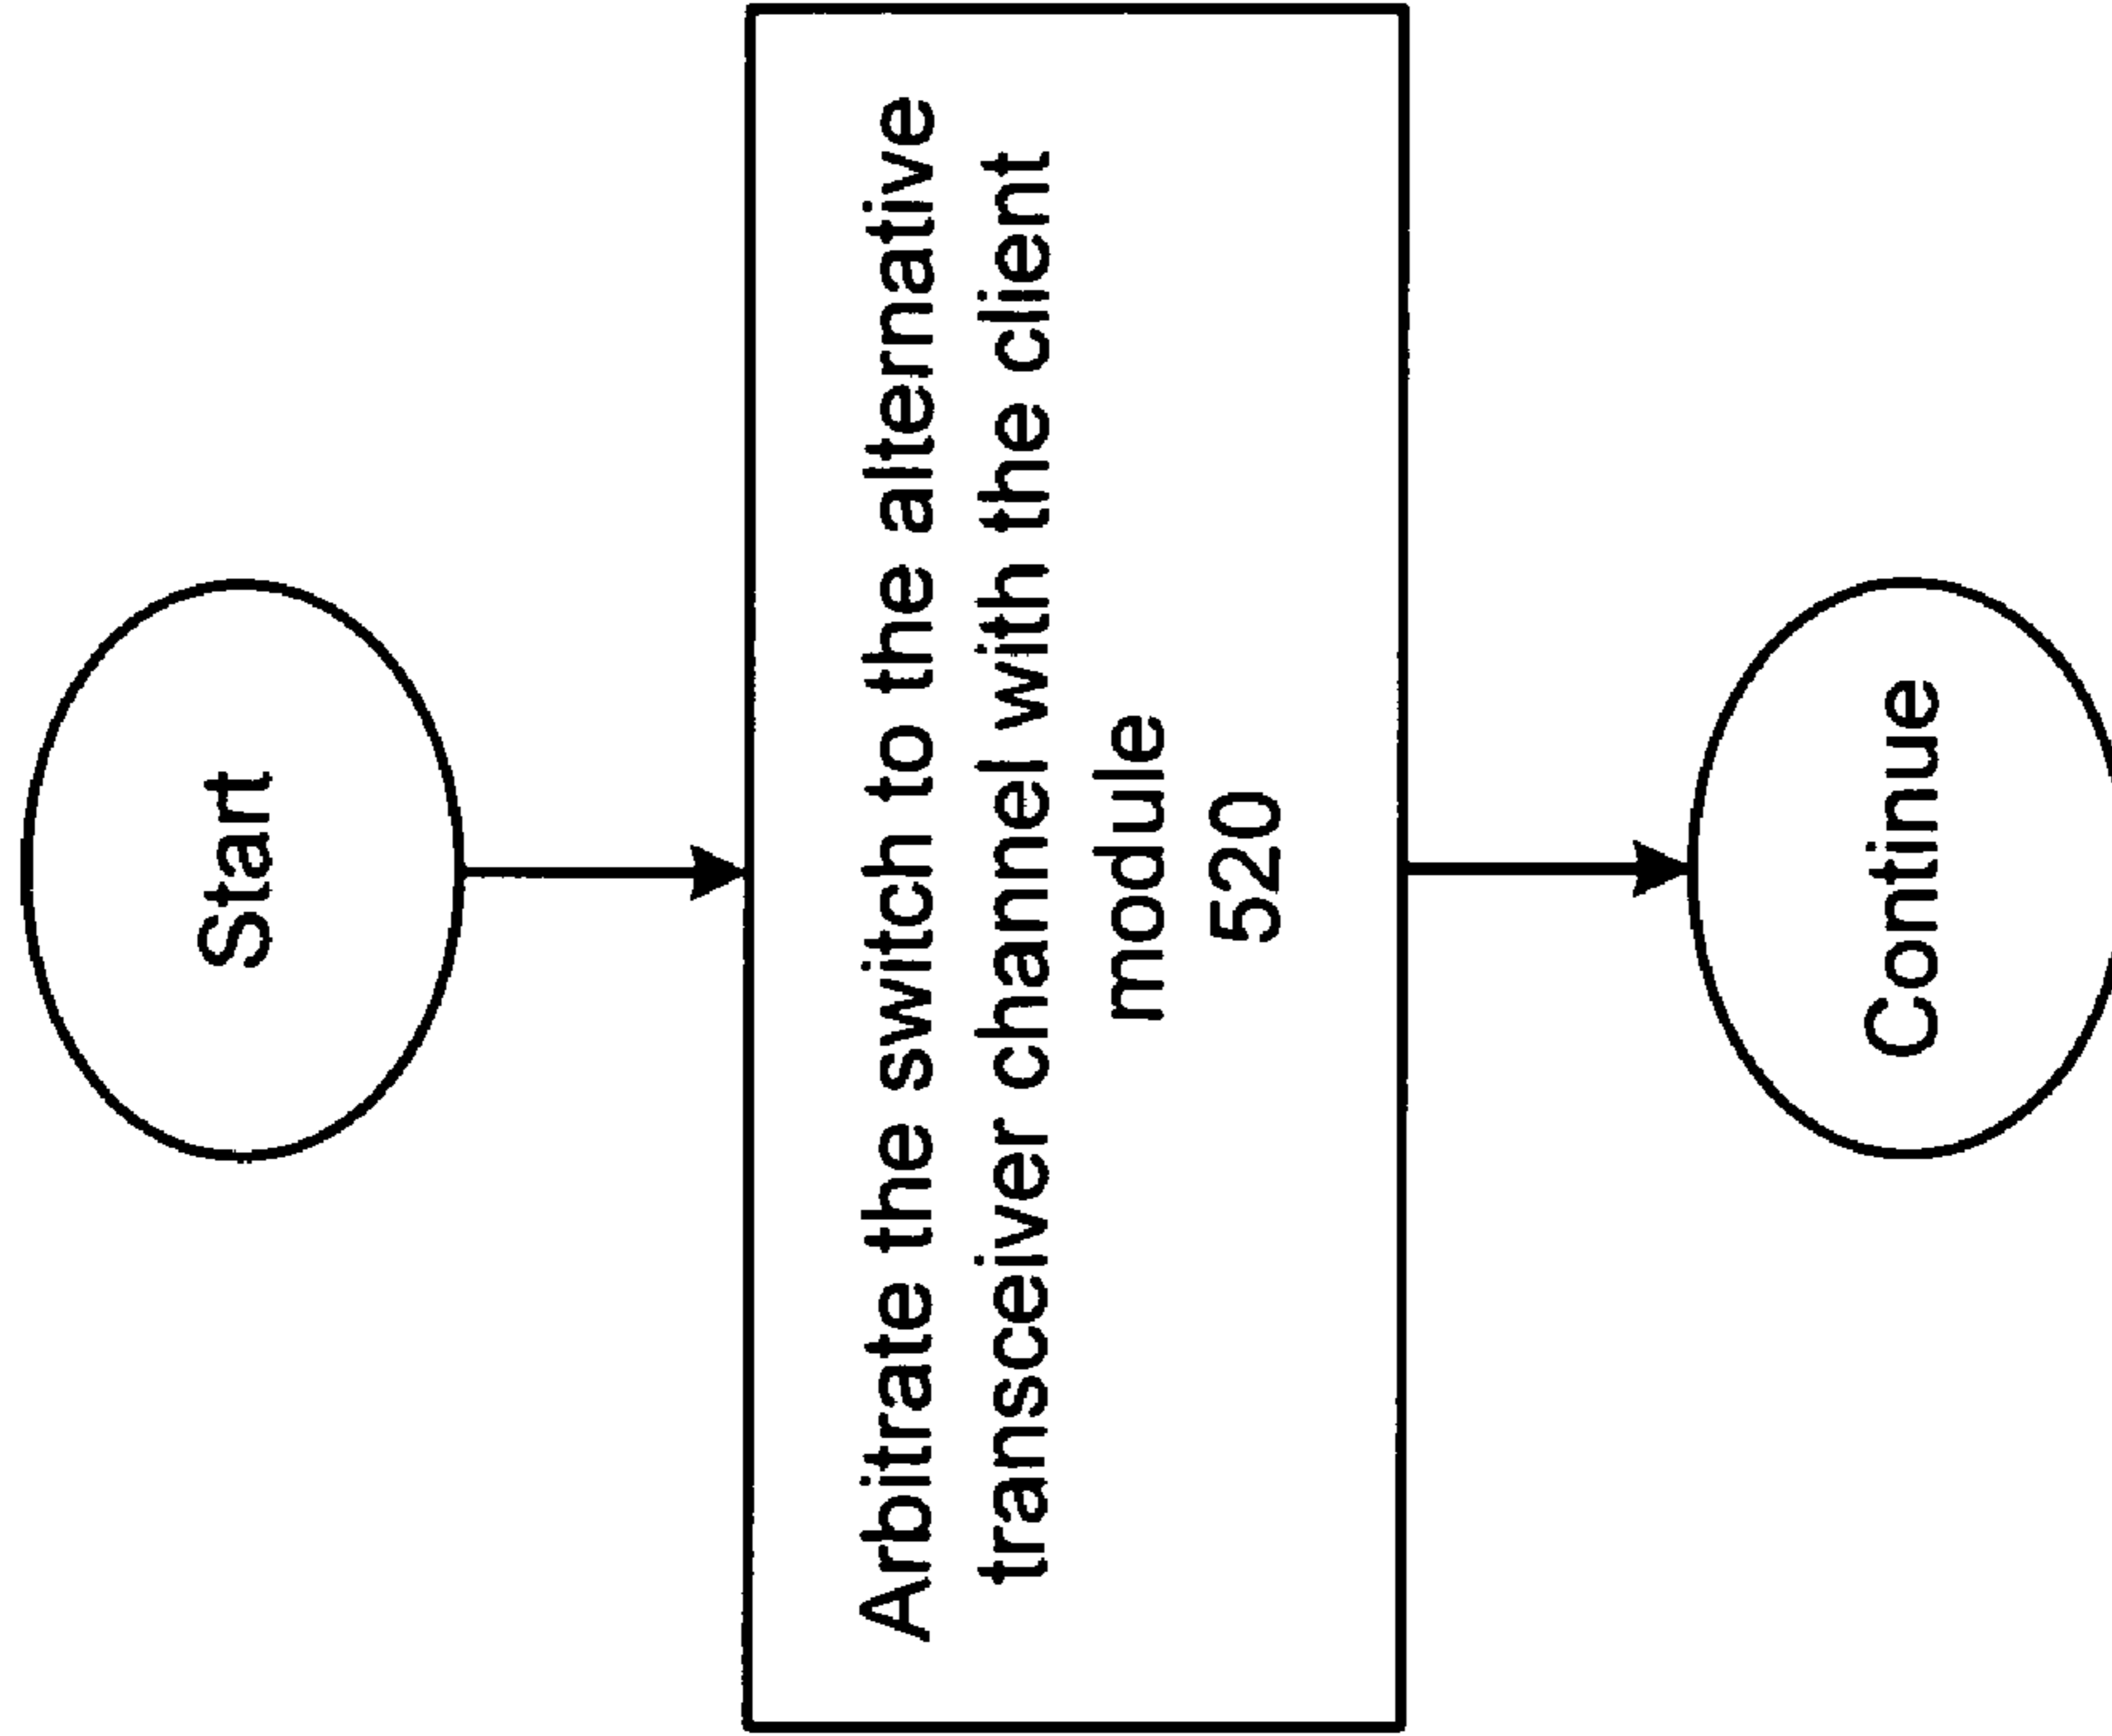 Start
Arbitrate the switch to the alternative
transceiver channel with the client
module
520
Continue